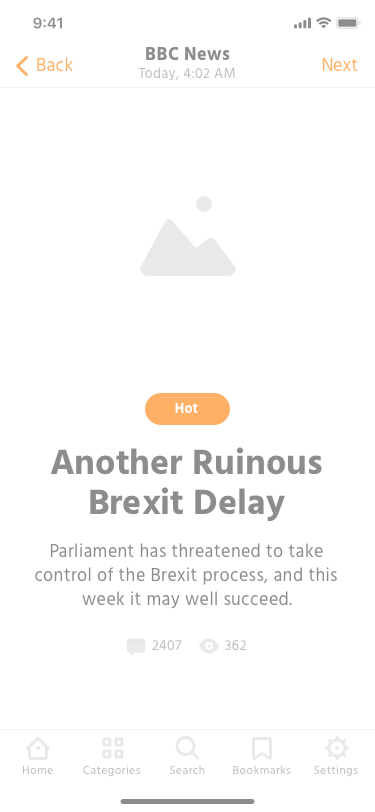 9:41
BBC News
Back
Today, 4:02 AM
Next
Hot
Another Ruinous
Brexit Delay
Parliament has threatened to take
control of the Brexit process, and this
week it may well succeed.
2407 362
Home Categories Search Bookmarks Settings